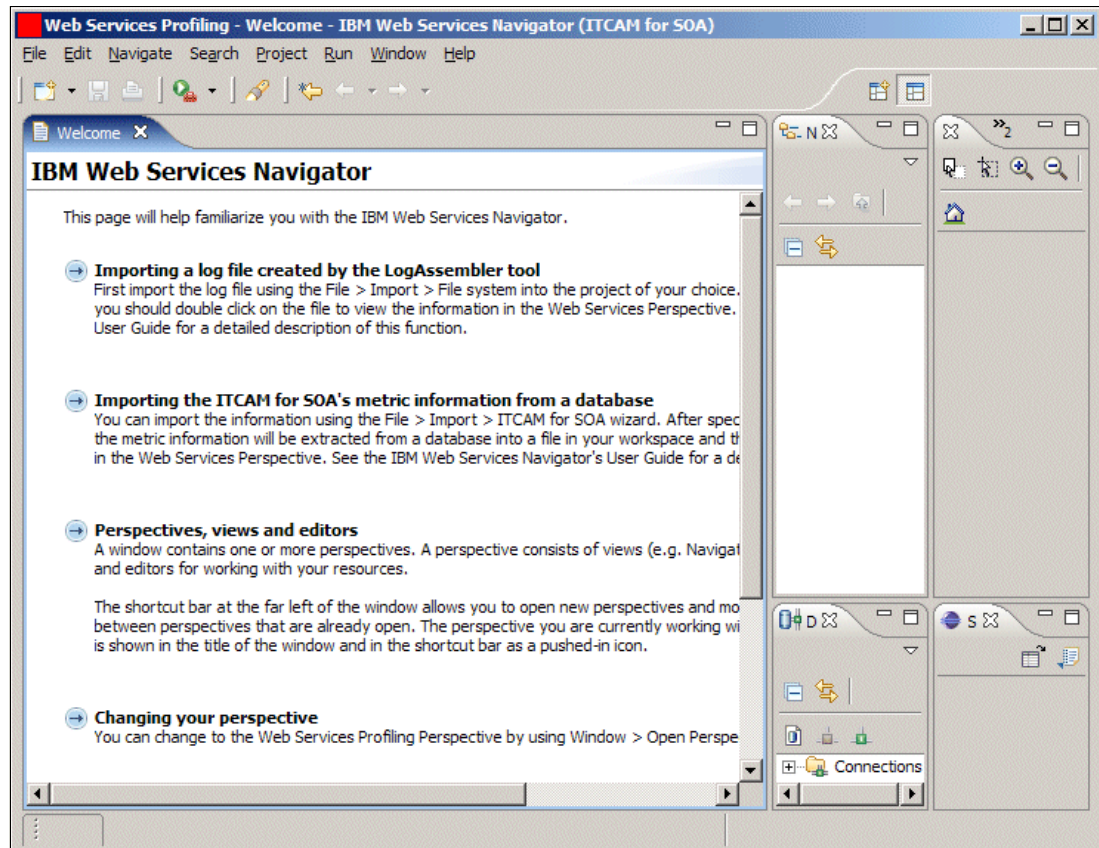 Web Services Profiling - Welcome - IBM Web Services Navigator (ITCAM for SOA)
File Edit Navigate Search Project Run Window Help
Welcome
N
»2
IBM Web Services Navigator
This page will help familiarize you with the IBM Web Services Navigator.
Importing a log file created by the LogAssembler tool
First import the log file using the File > Import > File system into the project of your choice.
you should double click on the file to view the information in the Web Services Perspective.
User Guide for a detailed description of this function.
Importing the ITCAM for SOA's metric information from a database
You can import the information using the File > Import > ITCAM for SOA wizard. After spec
the metric information will be extracted from a database into a file in your workspace and th
in the Web Services Perspective. See the IBM Web Services Navigator's User Guide for a de
Perspectives, views and editors
A window contains one or more perspectives. A perspective consists of views (e.g. Navigat
and editors for working with your resources.
The shortcut bar at the far left of the window allows you to open new perspectives and mo
between perspectives that are already open. The perspective you are currently working wi
is shown in the title of the window and in the shortcut bar as a pushed-in icon.
Changing your perspective
You can change to the Web Services Profiling Perspective by using Window > Open Perspe
D
S
Connections